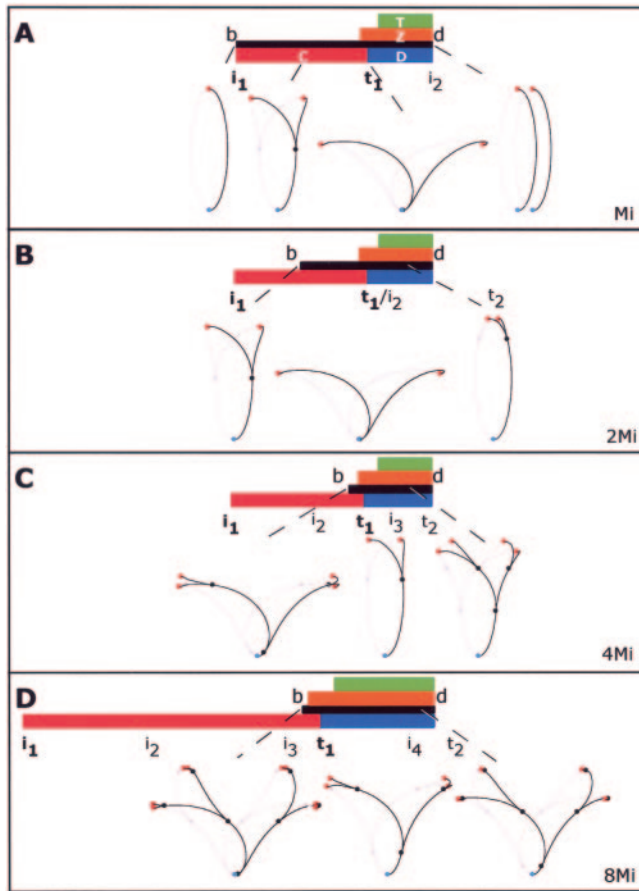 A
T
b Z d
C D
i1 t1 i2
Mi
B
b d
i1 t1/i2 t2
2Mi
C
b d
i1 i2 t1 i3 t2
4Mi
D
b d
i1 i2 i3 t1 i4 t2
8Mi